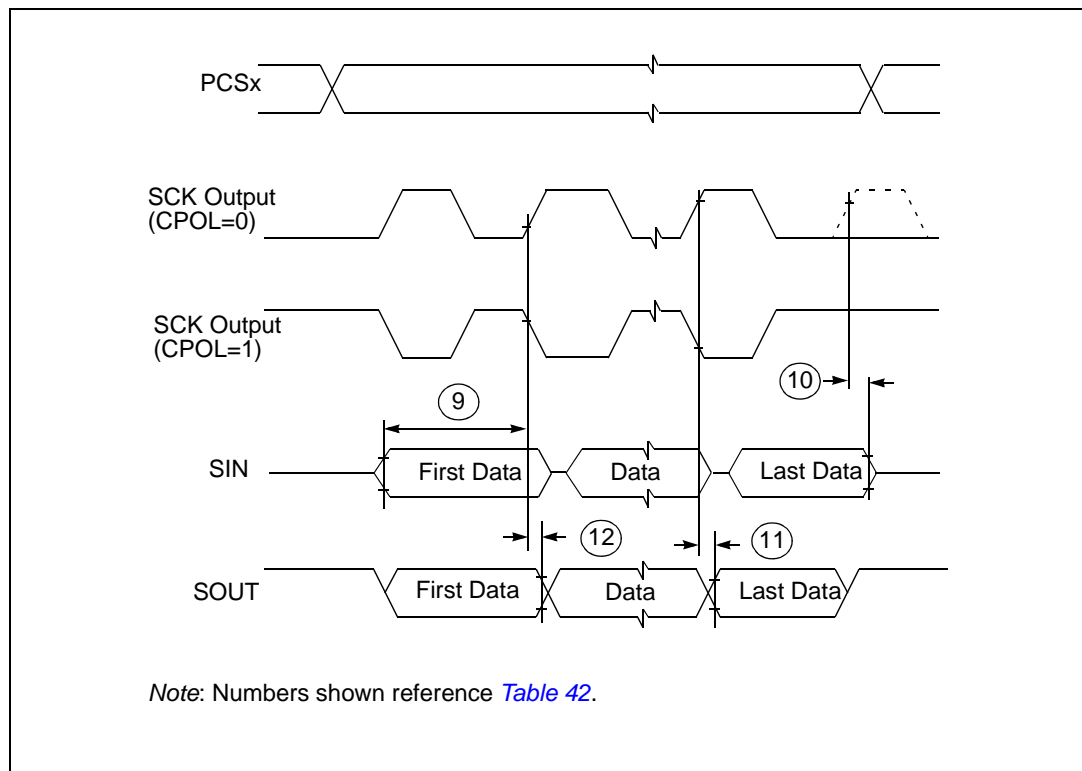 PCSx
SCK Output
(CPOL=0)
SCK Output
(CPOL=1)
10
9
SIN
First Data
Data
Last Data
12
11
SOUT
First Data
Data
Last Data
Note: Numbers shown reference Table 42.